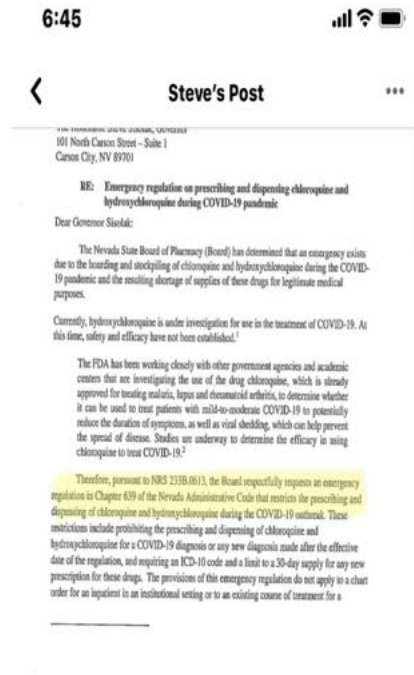 6:45
Steve's Post
101 North Carson Street – Suite 1
Carson City, NV 89701
RE: Emergency regulation on prescribing and dispensing chloroquine and
hydroxychloroquine during COVID-19 pandemic
Dear Governor Sisolak:
The Nevada State Board of Pharmacy (Board) has determined that an emergency exists
due to the hoarding and stockpiling of chloroquine and hydroxychloroquine during the COVID-
19 pandemic and the resulting shortage of supplies of these drugs for legitimate medical
purposes.
Currently, hydroxychloroquine is under investigation for use in the treatment of COVID-19. At
this time, safety and efficacy have not been established.1
The FDA has been working closely with other government agencies and academic
centers that are investigating the use of the drug chloroquine, which is already
approved for treating malaria, lupus and rheumatoid arthritis, to determine whether
it can be used to treat patients with mild-to-moderate COVID-19 to potentially
reduce the duration of symptoms, as well as viral shedding, which can help prevent
the spread of disease. Studies are underway to determine the efficacy in using
chloroquine to treat COVID-19.2
Therefore, pursuant to NRS 233B.0613, the Board respectfully requests an emergency
regulation in Chapter 639 of the Nevada Administrative Code that restricts the prescribing and
dispensing of chloroquine and hydroxychloroquine during the COVID-19 outbreak. These
restrictions include prohibiting the prescribing and dispensing of chloroquine and
hydroxychloroquine for a COVID-19 diagnosis or any new diagnosis made after the effective
date of the regulation, and requiring an ICD-10 code and a limit to a 30-day supply for any new
prescription for these drugs. The provisions of this emergency regulation do not apply to a chart
order for an inpatient in an institutional setting or to an existing course of treatment for a